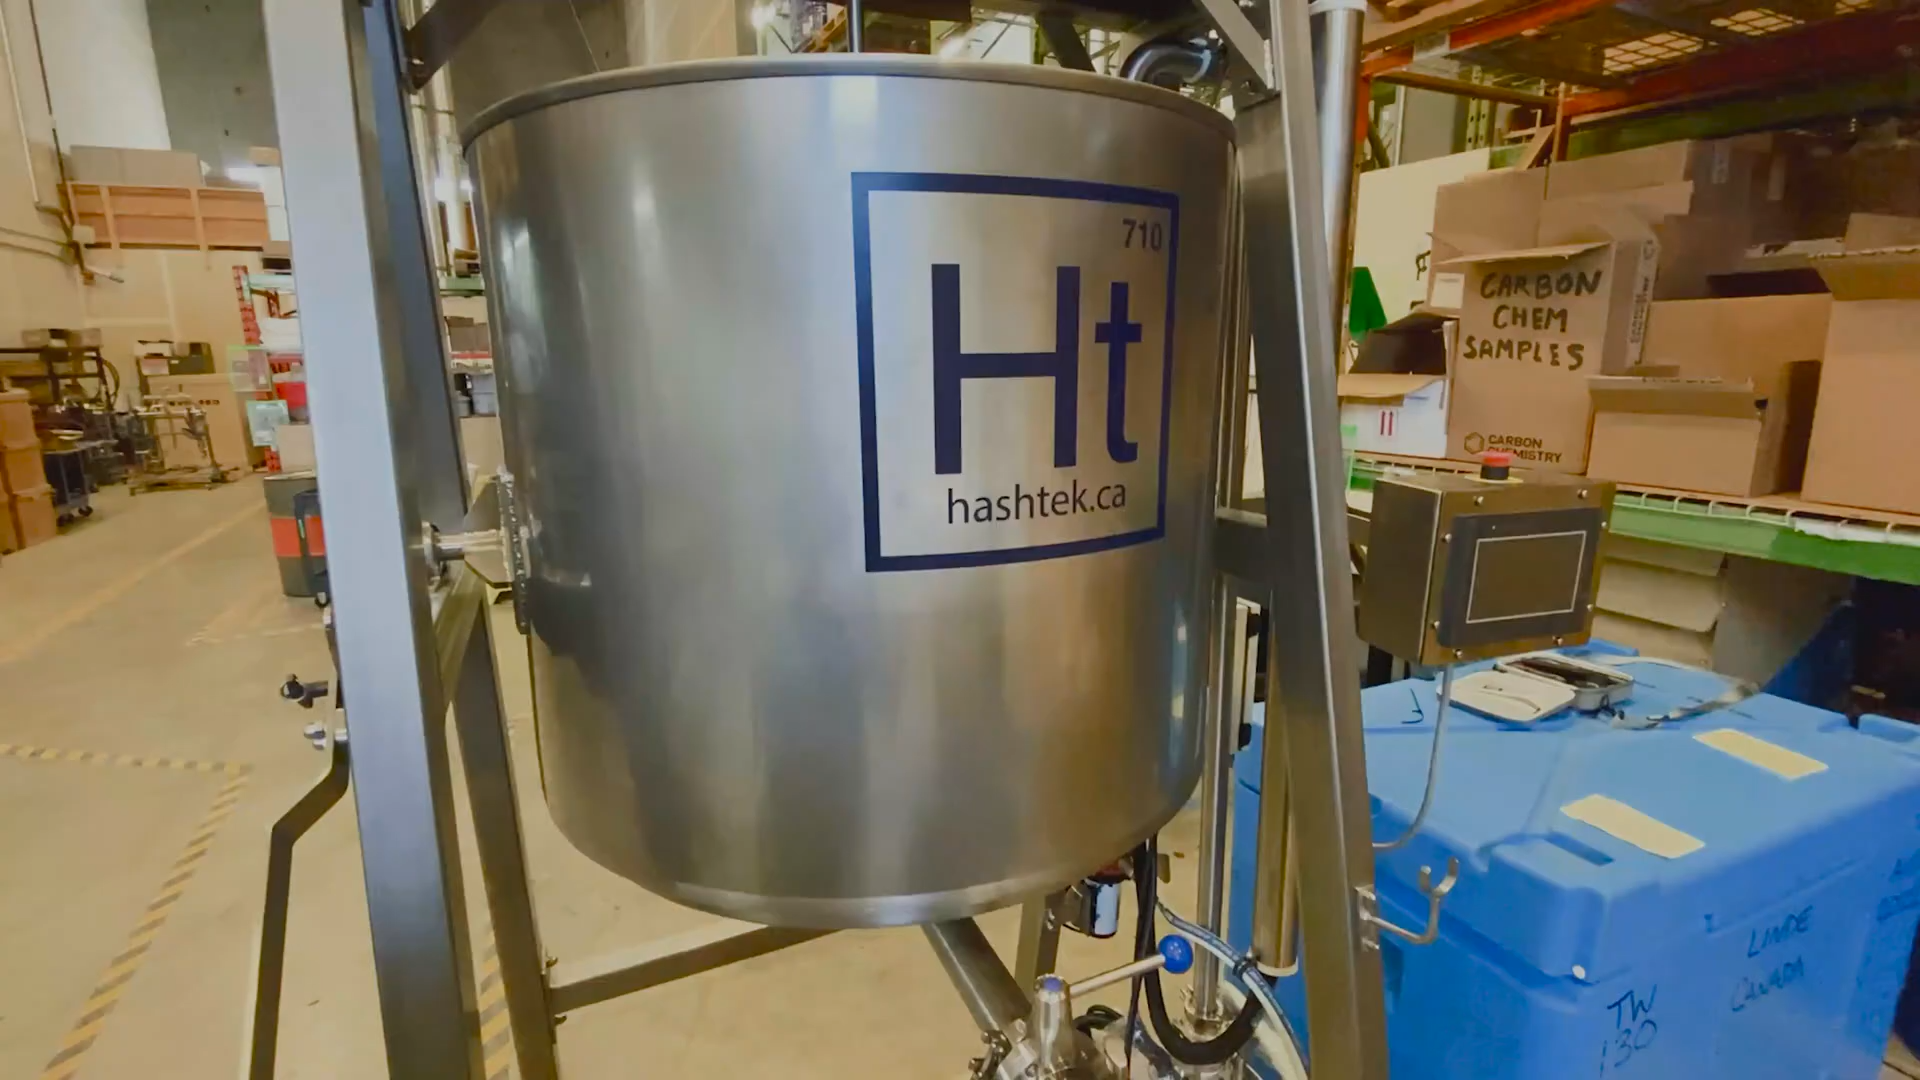 710
Ht
hashtek.ca
CARBON
CHEM
SAMPLES
CARBON
CHEMISTRY
LINDE
CANADA
TW
130